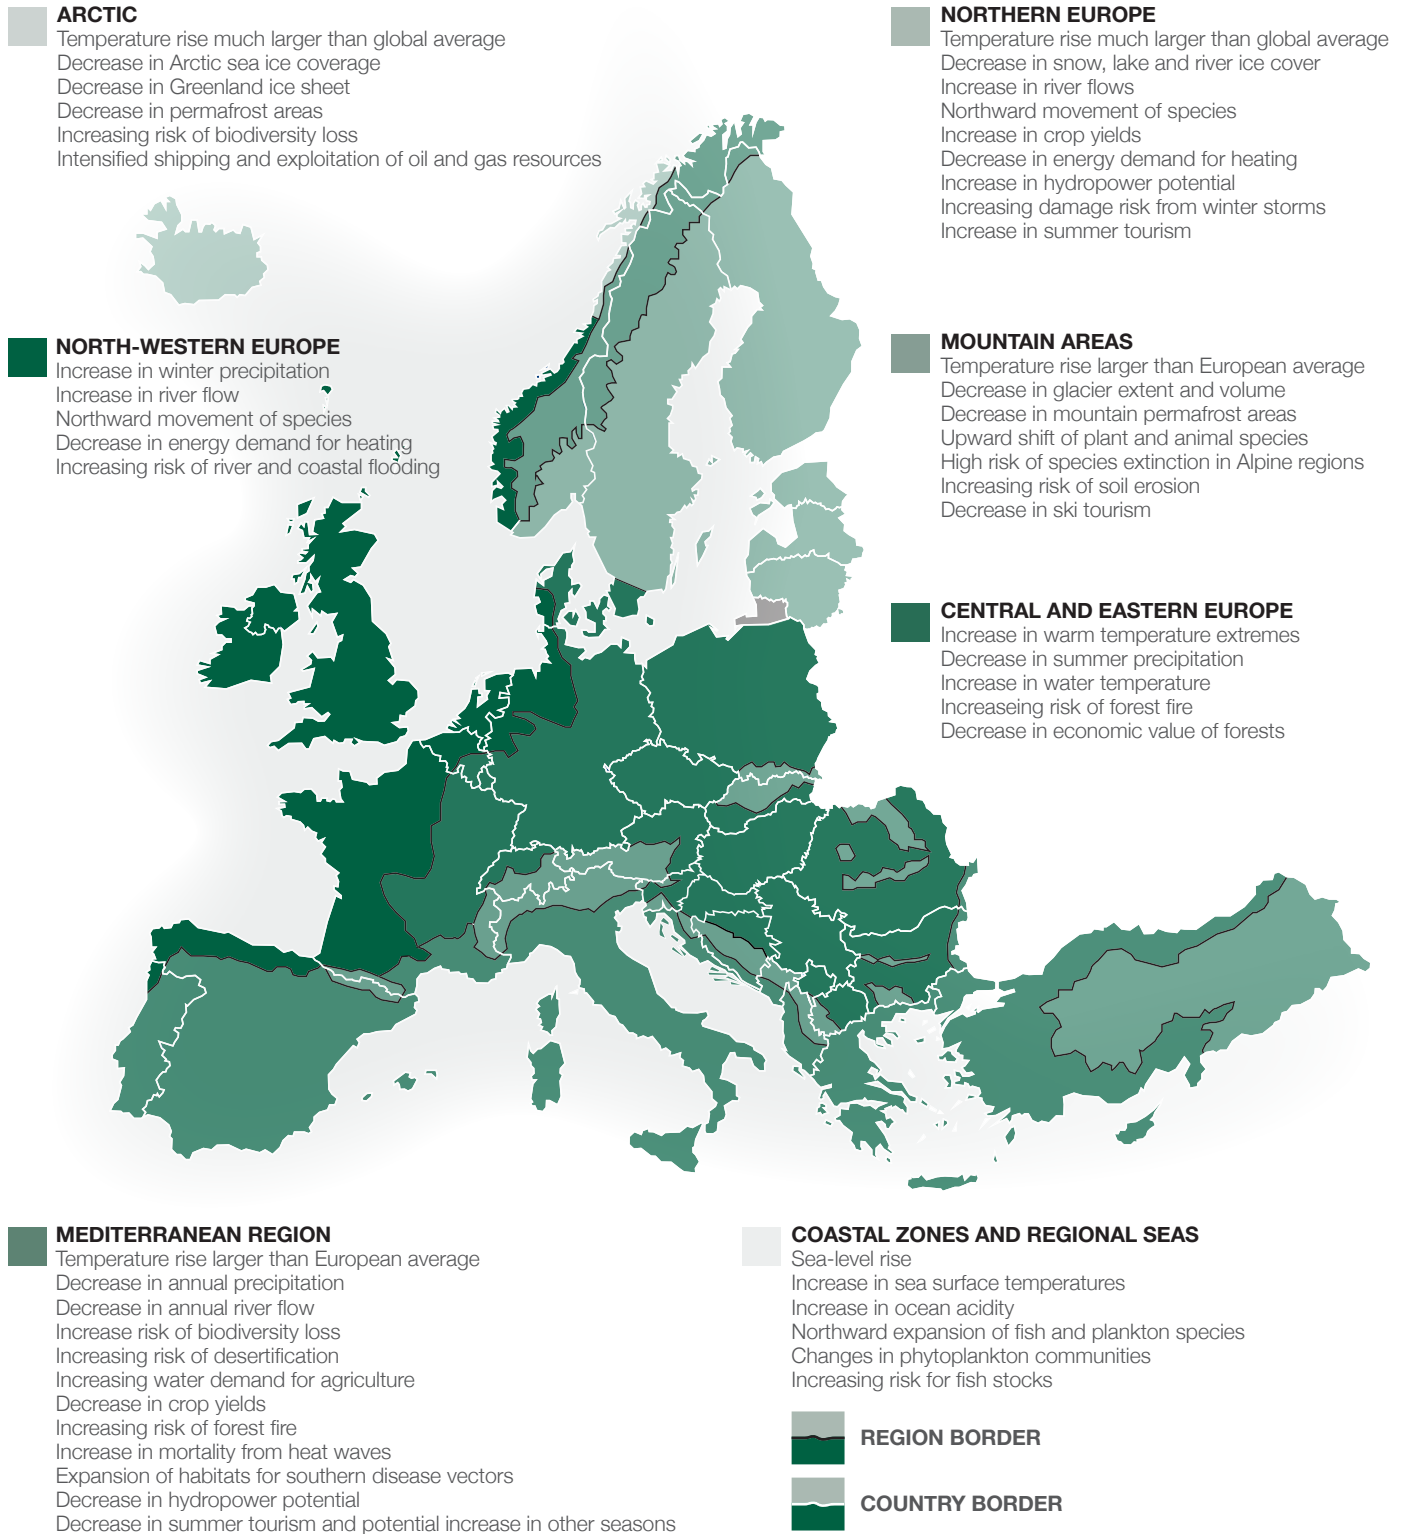 ARCTIC
Temperature rise much larger than global average
Decrease in Arctic sea ice coverage
Decrease in Greenland ice sheet
Decrease in permafrost areas
Increasing risk of biodiversity loss
Intensified shipping and exploitation of oil and gas resources
NORTHERN EUROPE
Temperature rise much larger than global average
Decrease in snow, lake and river ice cover
Increase in river flows
Northward movement of species
Increase in crop yields
Decrease in energy demand for heating
Increase in hydropower potential
Increasing damage risk from winter storms
Increase in summer tourism
NORTH-WESTERN EUROPE
Increase in winter precipitation
Increase in river flow
Northward movement of species
Decrease in energy demand for heating
Increasing risk of river and coastal flooding
MOUNTAIN AREAS
Temperature rise larger than European average
Decrease in glacier extent and volume
Decrease in mountain permafrost areas
Upward shift of plant and animal species
High risk of species extinction in Alpine regions
Increasing risk of soil erosion
Decrease in ski tourism
CENTRAL AND EASTERN EUROPE
Increase in warm temperature extremes
Decrease in summer precipitation
Increase in water temperature
Increaseing risk of forest fire
Decrease in economic value of forests
MEDITERRANEAN REGION
Temperature rise larger than European average
Decrease in annual precipitation
Decrease in annual river flow
Increase risk of biodiversity loss
Increasing risk of desertification
Increasing water demand for agriculture
Decrease in crop yields
Increasing risk of forest fire
Increase in mortality from heat waves
Expansion of habitats for southern disease vectors
Decrease in hydropower potential
Decrease in summer tourism and potential increase in other seasons
COASTAL ZONES AND REGIONAL SEAS
Sea-level rise
Increase in sea surface temperatures
Increase in ocean acidity
Northward expansion of fish and plankton species
Changes in phytoplankton communities
Increasing risk for fish stocks
REGION BORDER
COUNTRY BORDER